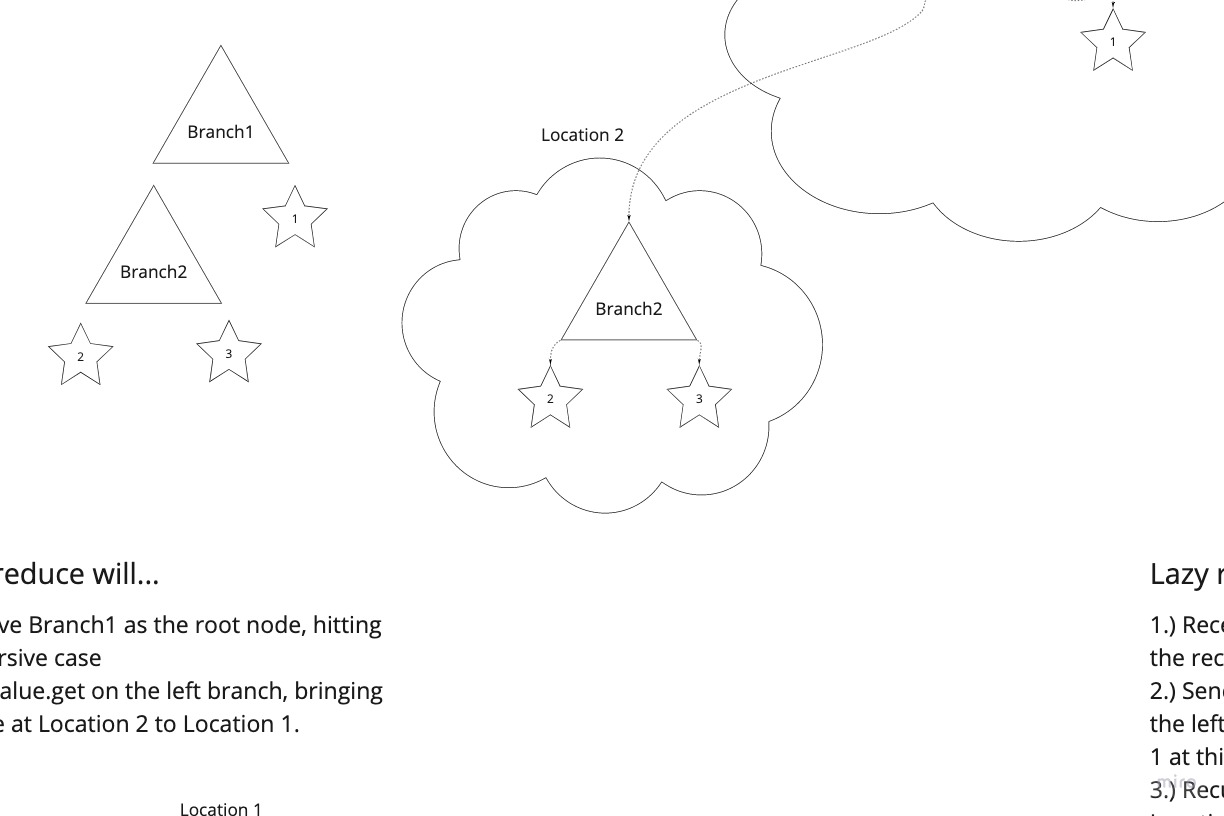 1
Branch1
Location 2
1
Branch2
Branch2
2
3
2
3
reduce will...
Lazy
ve Branch1 as the root node, hitting
1.) Rece
rsive case
the rec
alue.get on the left branch, bringing
2.) Sen
e at Location 2 to Location 1.
the left
1 at thi
miro
3.) Recu
Location 1